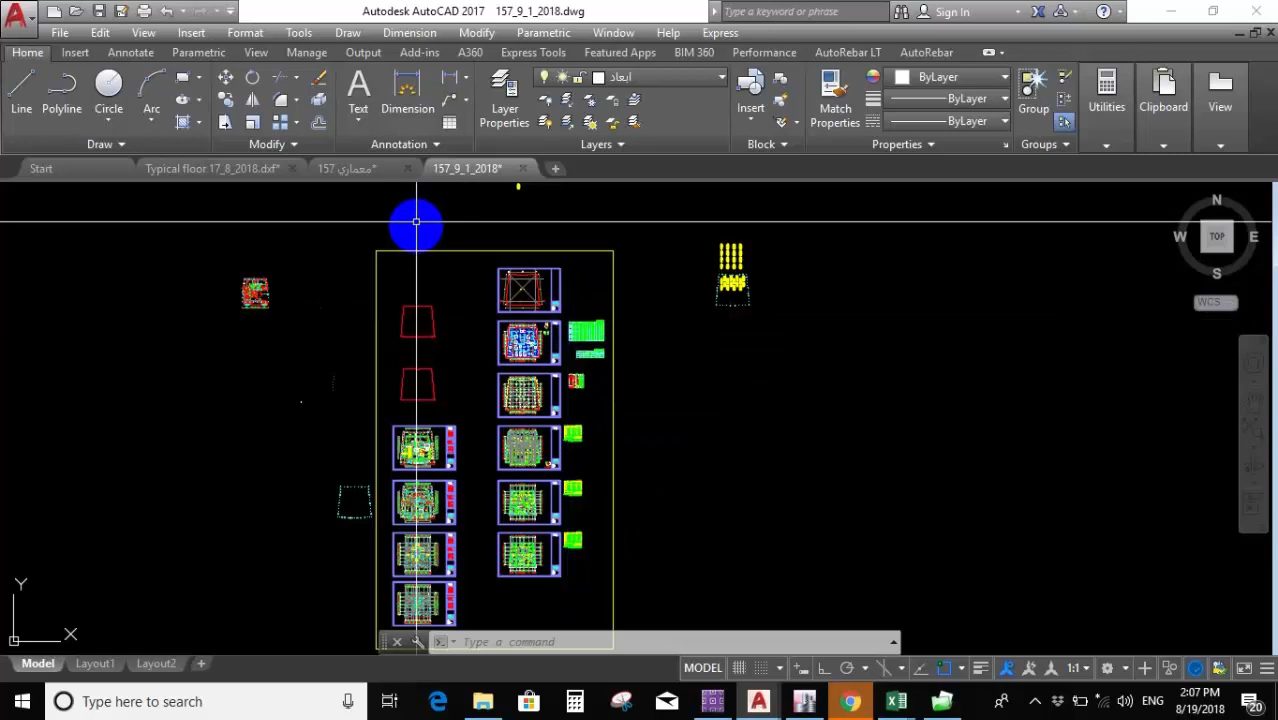 Autodesk AutoCAD 2017 157_9_1_2018.dwg
Type a keyword or phrase
Sign In
File Edit View Insert Format Tools Draw Dimension Modify Parametric Window Help Express
Home Insert Annotate Parametric View Manage Output Add-ins A360 Express Tools Featured Apps BIM 360 Performance AutoRebar LT AutoRebar
ابعاد
ByLayer
Line Polyline Circle Arc Text Dimension Layer Properties Insert Match Properties Group Utilities Clipboard View
ByLayer
ByLayer
Draw Modify Annotation Layers Block Properties Groups
Start Typical floor 17_8_2018.dxf* معماري 157* 157_9_1_2018*
N
W TOP E
S
WCS
Y
X
Type a command
Model Layout1 Layout2
MODEL 1:1
Type here to search
ENG
2:07 PM
8/19/2018
20